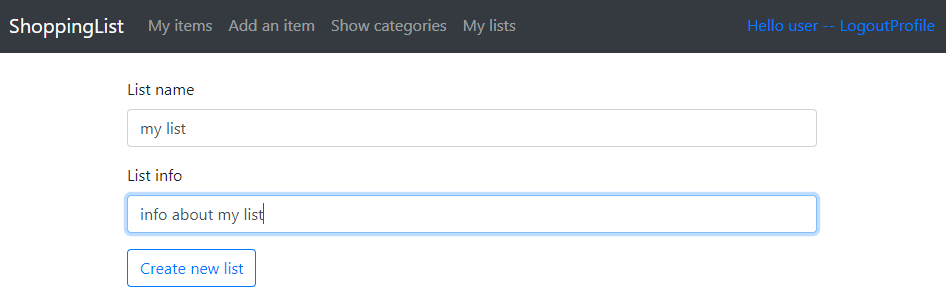 ShoppingList My items Add an item Show categories My lists Hello user -- LogoutProfile
List name
my list
List info
info about my list
Create new list